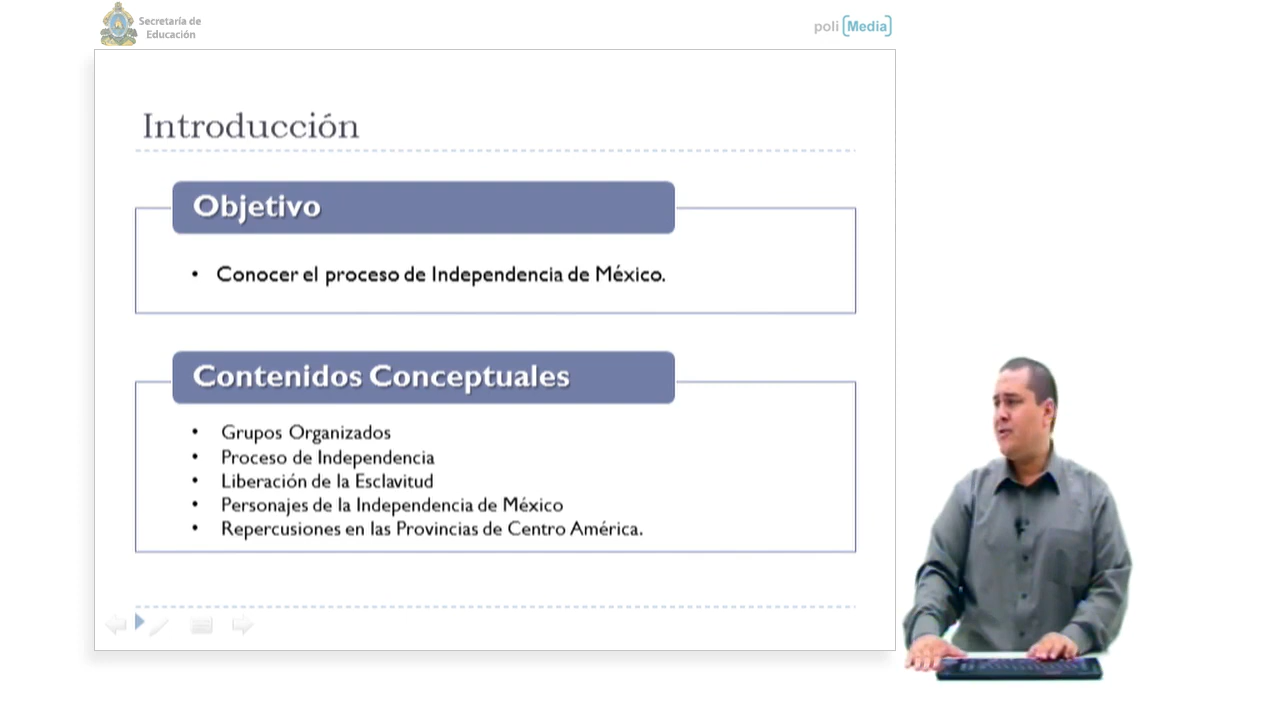 Secretaría de
Educación
poli [Media]
Introducción
Objetivo
• Conocer el proceso de Independencia de México.
Contenidos Conceptuales
• Grupos Organizados
• Proceso de Independencia
• Liberación de la Esclavitud
• Personajes de la Independencia de México
• Repercusiones en las Provincias de Centro América.